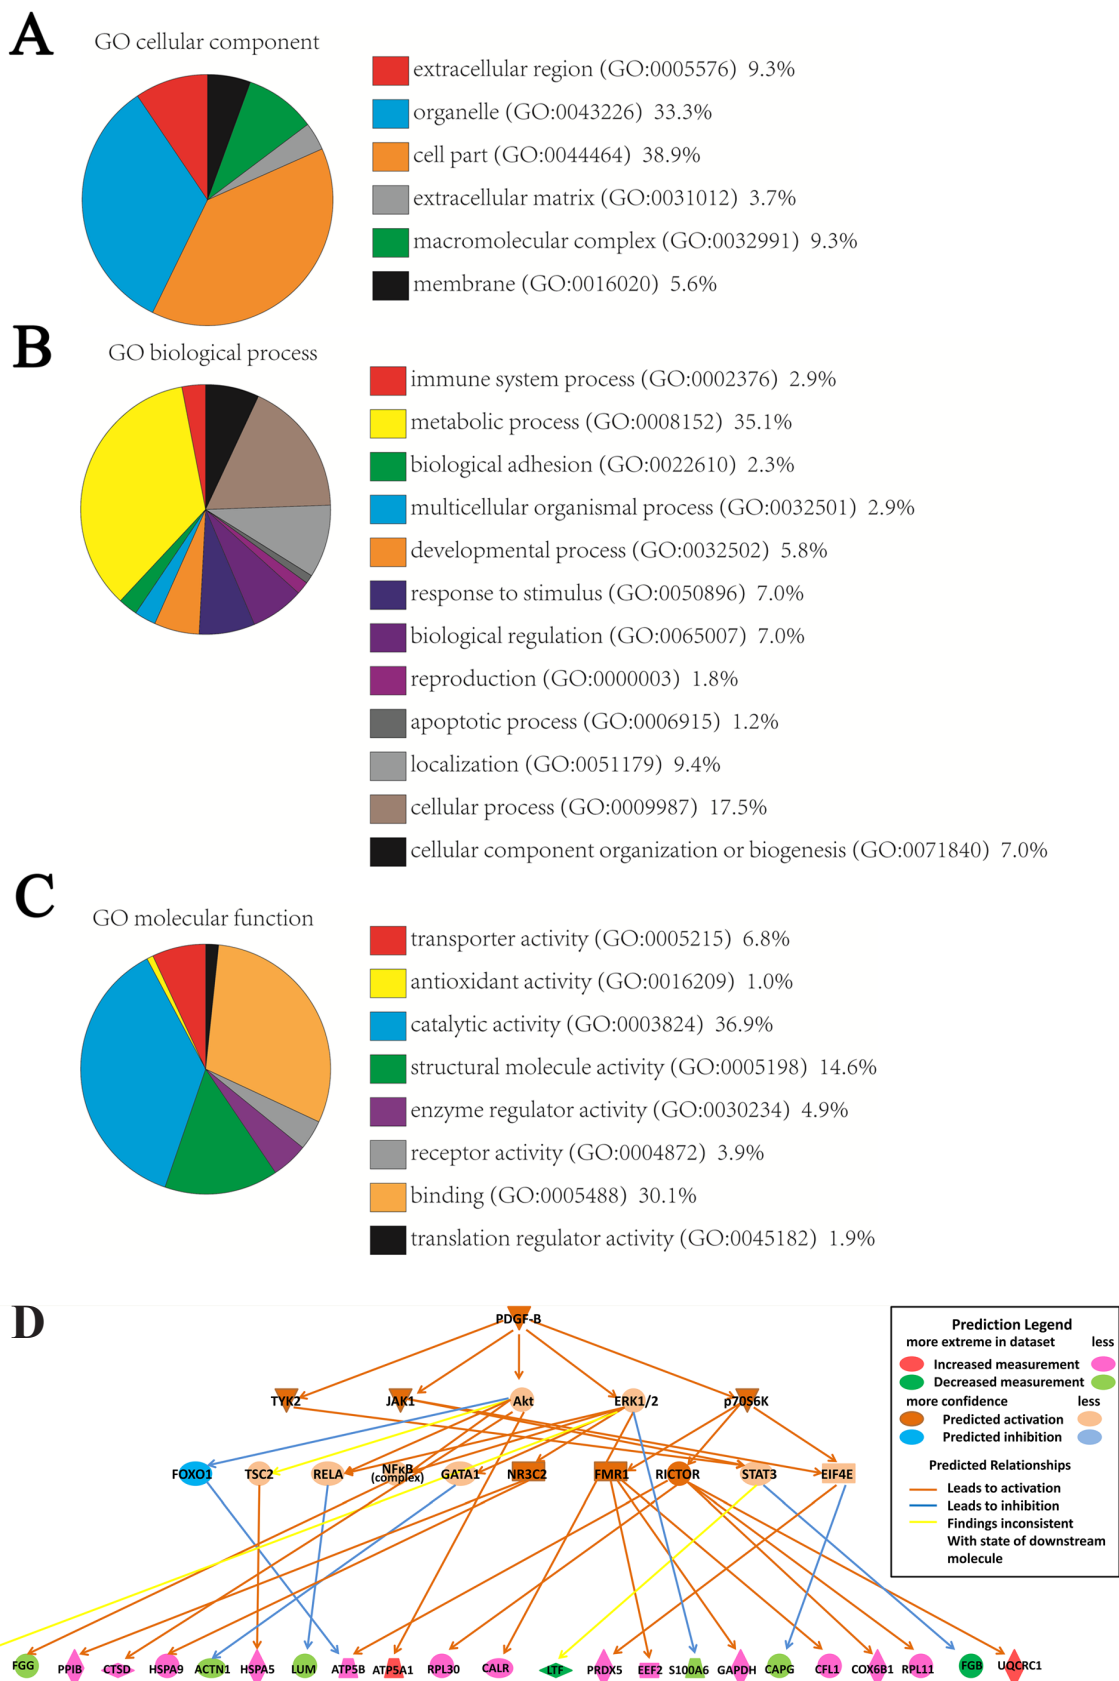 A
GO cellular component
extracellular region (GO:0005576) 9.3%
organelle (GO:0043226) 33.3%
cell part (GO:0044464) 38.9%
extracellular matrix (GO:0031012) 3.7%
macromolecular complex (GO:0032991) 9.3%
membrane (GO:0016020) 5.6%
B
GO biological process
immune system process (GO:0002376) 2.9%
metabolic process (GO:0008152) 35.1%
biological adhesion (GO:0022610) 2.3%
multicellular organismal process (GO:0032501) 2.9%
developmental process (GO:0032502) 5.8%
response to stimulus (GO:0050896) 7.0%
biological regulation (GO:0065007) 7.0%
reproduction (GO:0000003) 1.8%
apoptotic process (GO:0006915) 1.2%
localization (GO:0051179) 9.4%
cellular process (GO:0009987) 17.5%
cellular component organization or biogenesis (GO:0071840) 7.0%
C
GO molecular function
transporter activity (GO:0005215) 6.8%
antioxidant activity (GO:0016209) 1.0%
catalytic activity (GO:0003824) 36.9%
structural molecule activity (GO:0005198) 14.6%
enzyme regulator activity (GO:0030234) 4.9%
receptor activity (GO:0004872) 3.9%
binding (GO:0005488) 30.1%
translation regulator activity (GO:0045182) 1.9%
D
PDGF-B
TYK2 JAK1 Akt ERK1/2 p70S6K
FOXO1 TSC2 RELA NFκB (complex) GATA1 NR3C2 FMR1 RICTOR STAT3 EIF4E
FGG PPIB CTSD HSPA9 ACTN1 HSPA5 LUM ATP5B ATP5A1 RPL30 CALR LTF PRDX5 EEF2 S100A6 GAPDH CAPG CFL1 COX6B1 RPL11 FGB UQCRC1
Prediction Legend
more extreme in dataset less
Increased measurement
Decreased measurement
more confidence less
Predicted activation
Predicted inhibition
Predicted Relationships
Leads to activation
Leads to inhibition
Findings inconsistent
With state of downstream
molecule